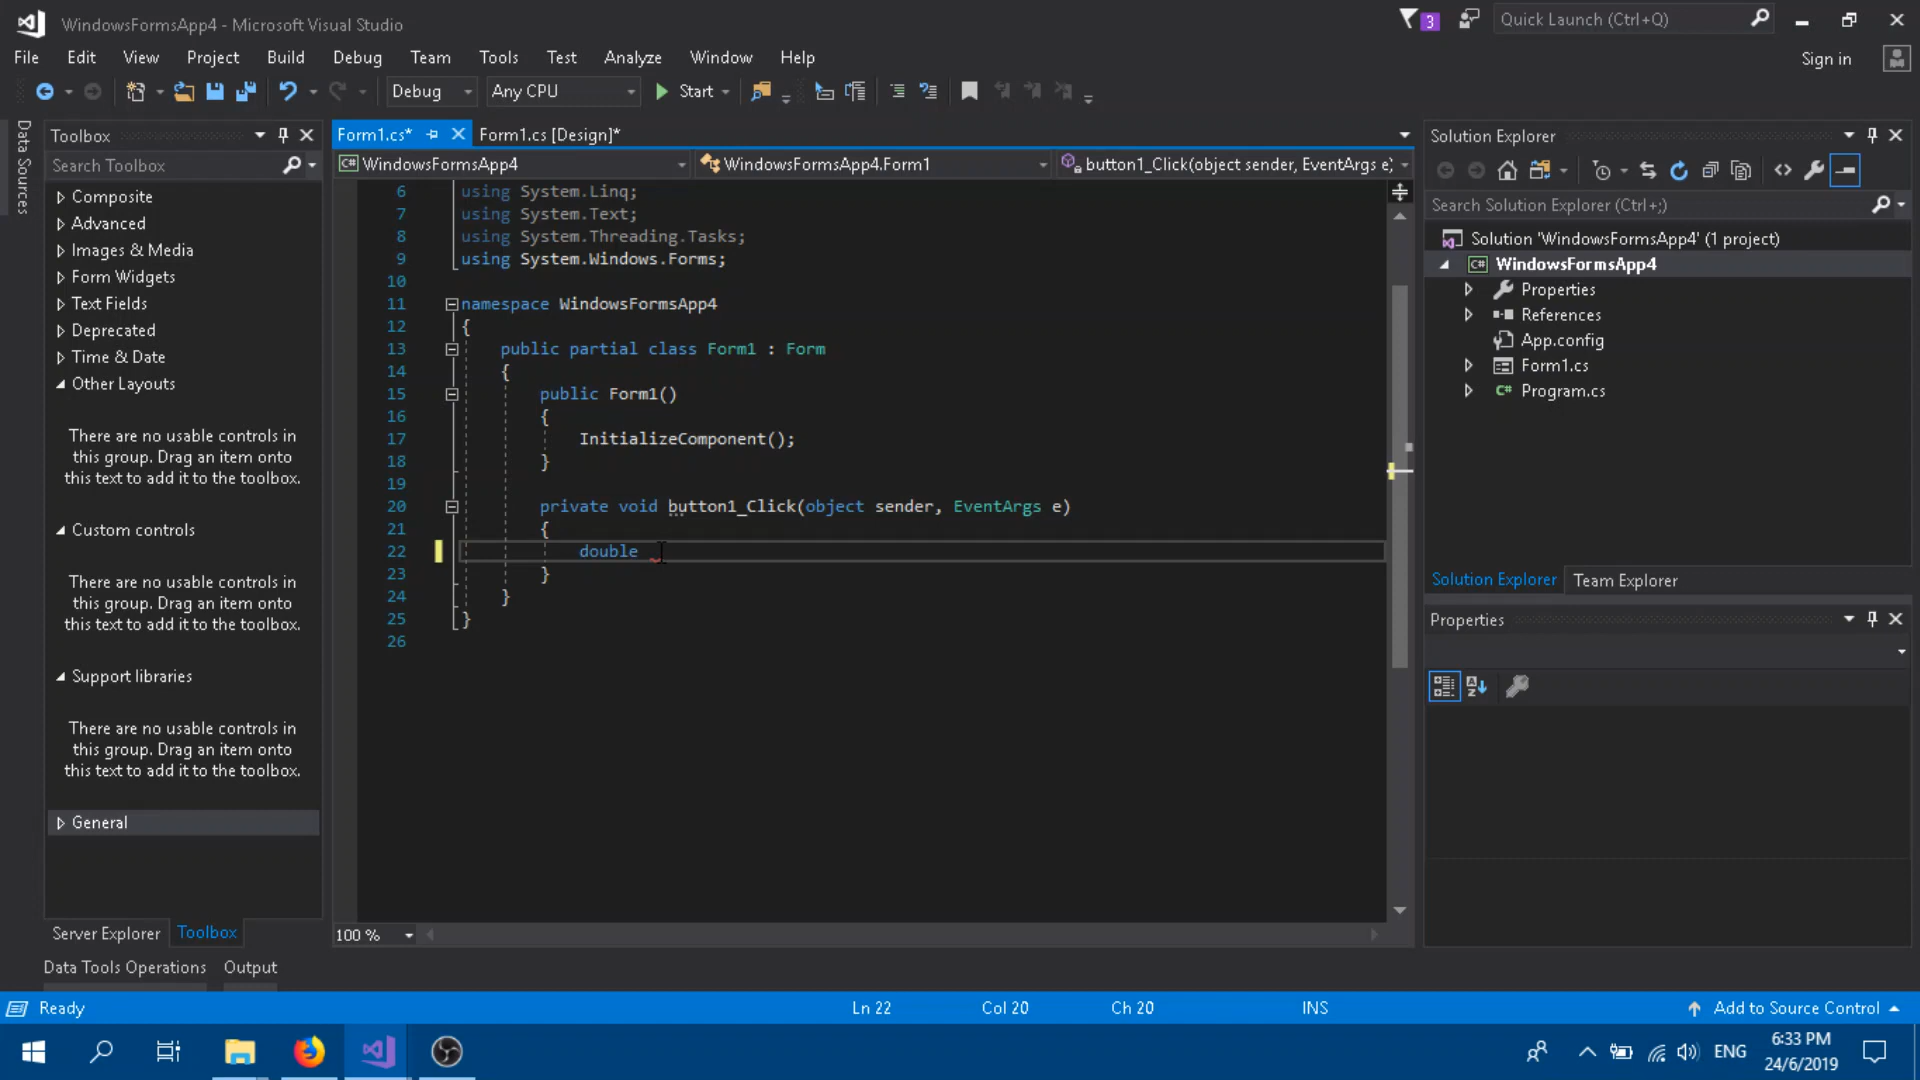 WindowsFormsApp4 - Microsoft Visual Studio
3
Quick Launch (Ctrl+Q)
File Edit View Project Build Debug Team Tools Test Analyze Window Help
Sign in
Debug Any CPU Start
Data Sources
Toolbox
Search Toolbox
Composite
Advanced
Images & Media
Form Widgets
Text Fields
Deprecated
Time & Date
Other Layouts
There are no usable controls in
this group. Drag an item onto
this text to add it to the toolbox.
Custom controls
There are no usable controls in
this group. Drag an item onto
this text to add it to the toolbox.
Support libraries
There are no usable controls in
this group. Drag an item onto
this text to add it to the toolbox.
General
Server Explorer Toolbox
Data Tools Operations Output
Form1.cs* Form1.cs [Design]*
C# WindowsFormsApp4 WindowsFormsApp4.Form1 button1_Click(object sender, EventArgs e)
6 using System.Linq;
7 using System.Text;
8 using System.Threading.Tasks;
9 using System.Windows.Forms;
10
11 namespace WindowsFormsApp4
12 {
13 public partial class Form1 : Form
14 {
15 public Form1()
16 {
17 InitializeComponent();
18 }
19
20 private void button1_Click(object sender, EventArgs e)
21 {
22 double
23 }
24 }
25 }
26
100 %
Solution Explorer
Search Solution Explorer (Ctrl+;)
Solution 'WindowsFormsApp4' (1 project)
C# WindowsFormsApp4
Properties
References
App.config
Form1.cs
C# Program.cs
Solution Explorer Team Explorer
Properties
Ready Ln 22 Col 20 Ch 20 INS Add to Source Control
ENG
6:33 PM
24/6/2019